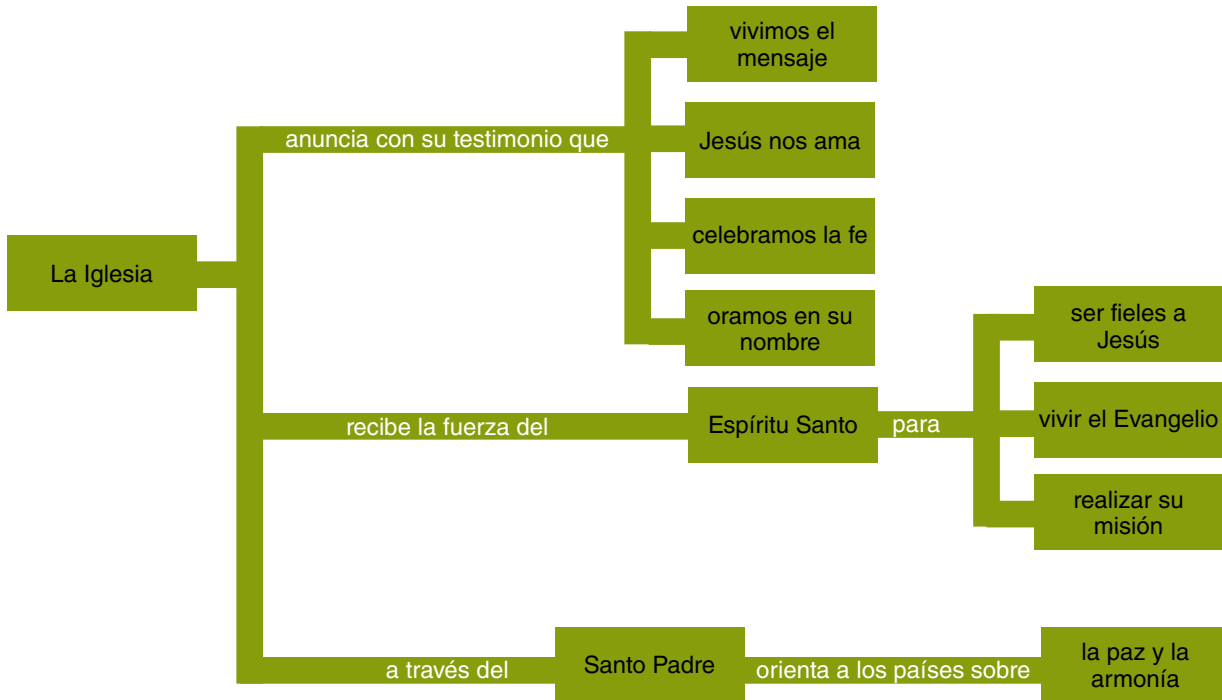 La Iglesia
anuncia con su testimonio que
vivimos el
mensaje
Jesús nos ama
celebramos la fe
oramos en su
nombre
recibe la fuerza del
Espíritu Santo
para
ser fieles a
Jesús
vivir el Evangelio
realizar su
misión
a través del
Santo Padre
orienta a los países sobre
la paz y la
armonía